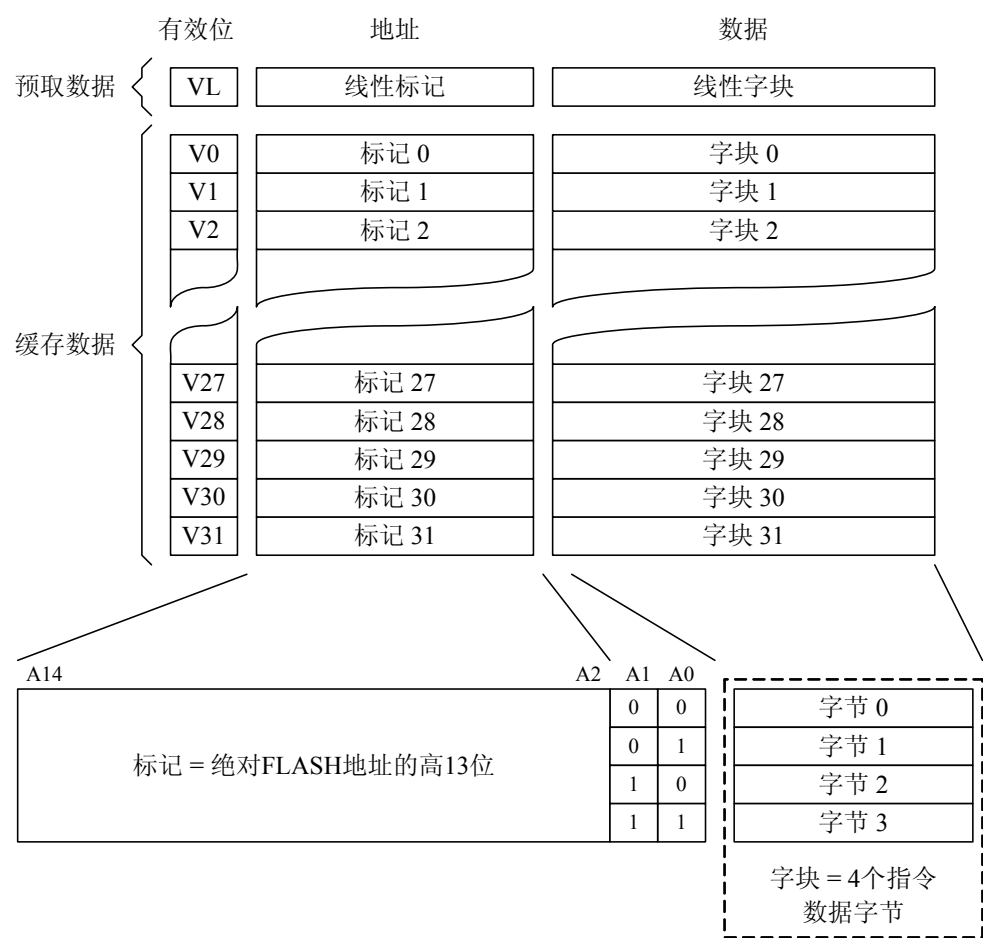 有效位 地址 数据
预取数据 VL 线性标记 线性字块
V0 标记 0 字块 0
V1 标记 1 字块 1
V2 标记 2 字块 2
缓存数据
V27 标记 27 字块 27
V28 标记 28 字块 28
V29 标记 29 字块 29
V30 标记 30 字块 30
V31 标记 31 字块 31
A14 A2 A1 A0
0 0 字节 0
0 1 字节 1
标记 = 绝对FLASH地址的高13位
1 0 字节 2
1 1 字节 3
字块 = 4个指令
数据字节